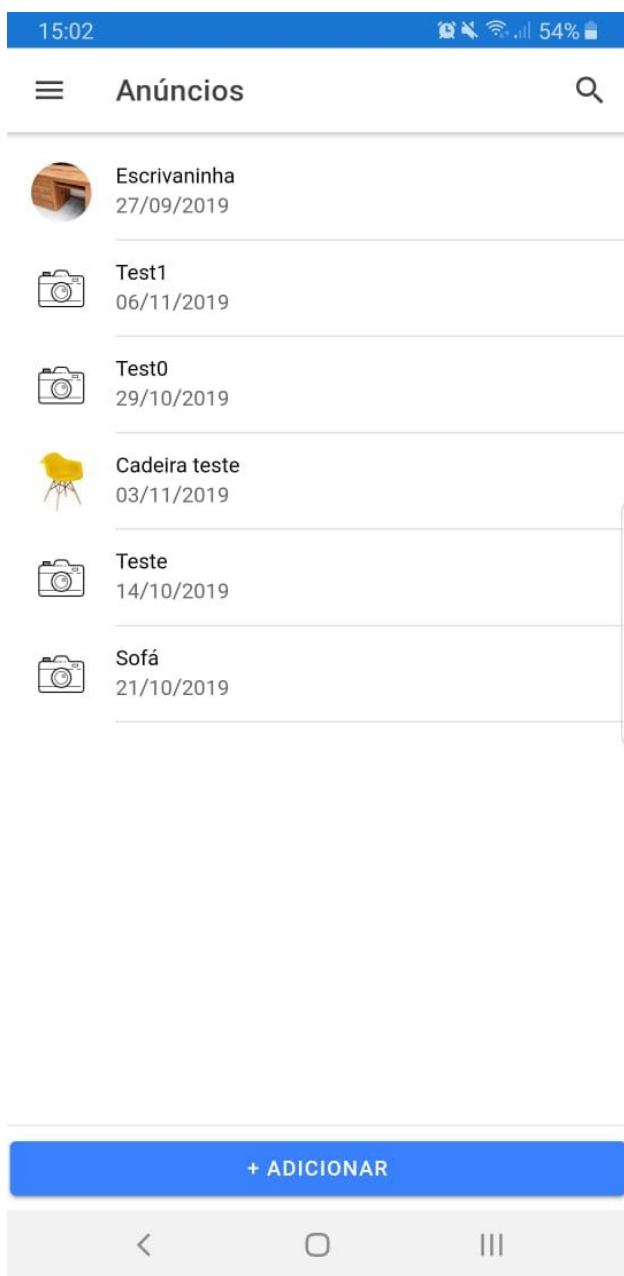 15:02 54%
Anúncios
Escrivaninha
27/09/2019
Test1
06/11/2019
Test0
29/10/2019
Cadeira teste
03/11/2019
Teste
14/10/2019
Sofá
21/10/2019
+ ADICIONAR